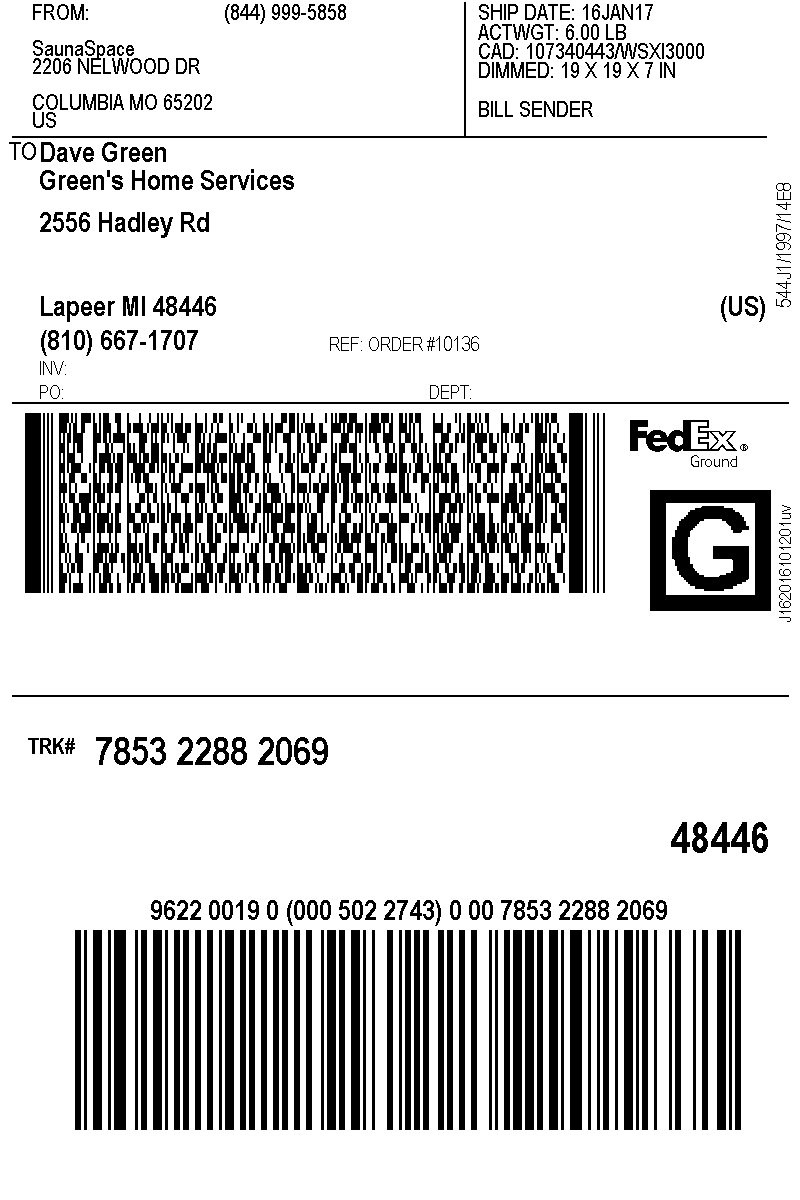 FROM: (844) 999-5858
SaunaSpace
2206 NELWOOD DR
COLUMBIA MO 65202
US
SHIP DATE: 16JAN17
ACTWGT: 6.00 LB
CAD: 107340443/WSXI3000
DIMMED: 19 X 19 X 7 IN
BILL SENDER
TO Dave Green
Green's Home Services
2556 Hadley Rd
Lapeer MI 48446 (US)
(810) 667-1707 REF: ORDER #10136
INV:
PO: DEPT:
544J1/1997/14E8
FedEx®
Ground
G
J162016101201uv
TRK# 7853 2288 2069
48446
9622 0019 0 (000 502 2743) 0 00 7853 2288 2069